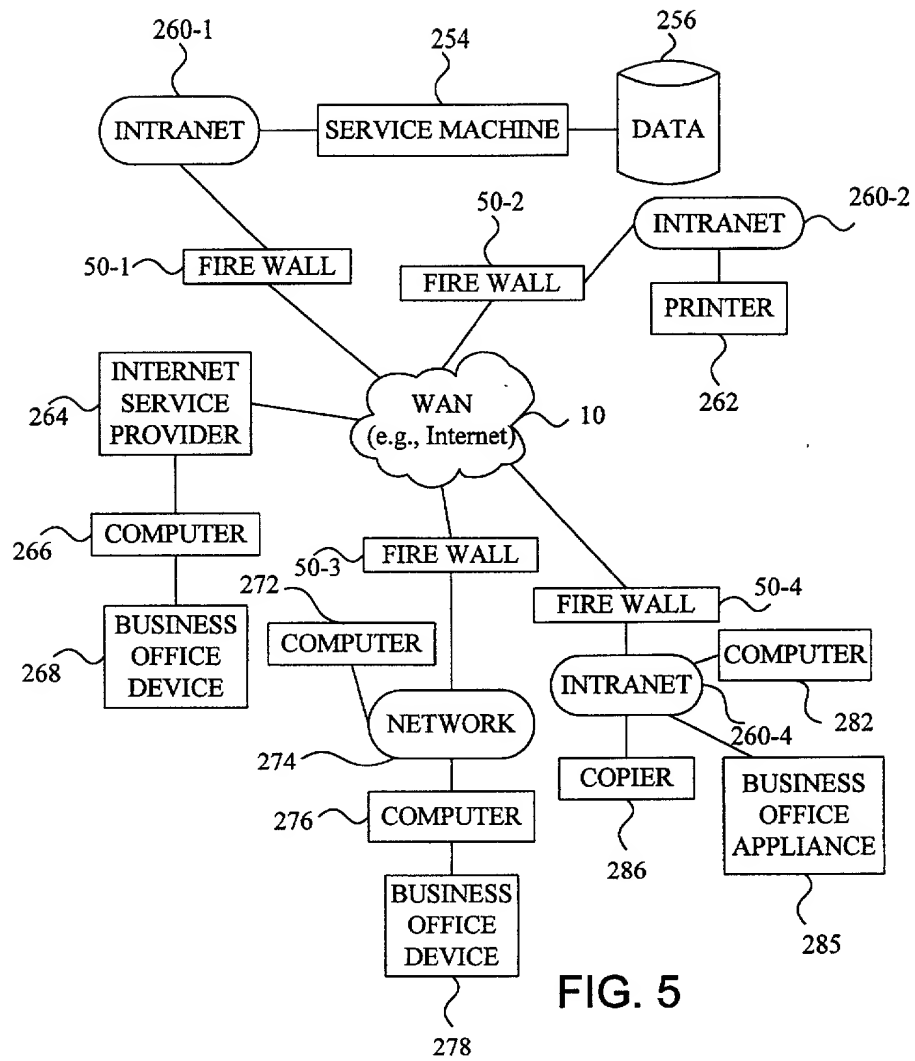 260-1
254
256
INTRANET
SERVICE MACHINE
DATA
50-2
260-2
INTRANET
50-1
FIRE WALL
FIRE WALL
PRINTER
262
INTERNET
SERVICE
PROVIDER
264
WAN
(e.g., Internet)
10
COMPUTER
266
50-3
FIRE WALL
272
50-4
FIRE WALL
BUSINESS
OFFICE
DEVICE
268
COMPUTER
COMPUTER
282
INTRANET
260-4
NETWORK
274
COPIER
286
BUSINESS
OFFICE
APPLIANCE
285
276
COMPUTER
BUSINESS
OFFICE
DEVICE
278
FIG. 5